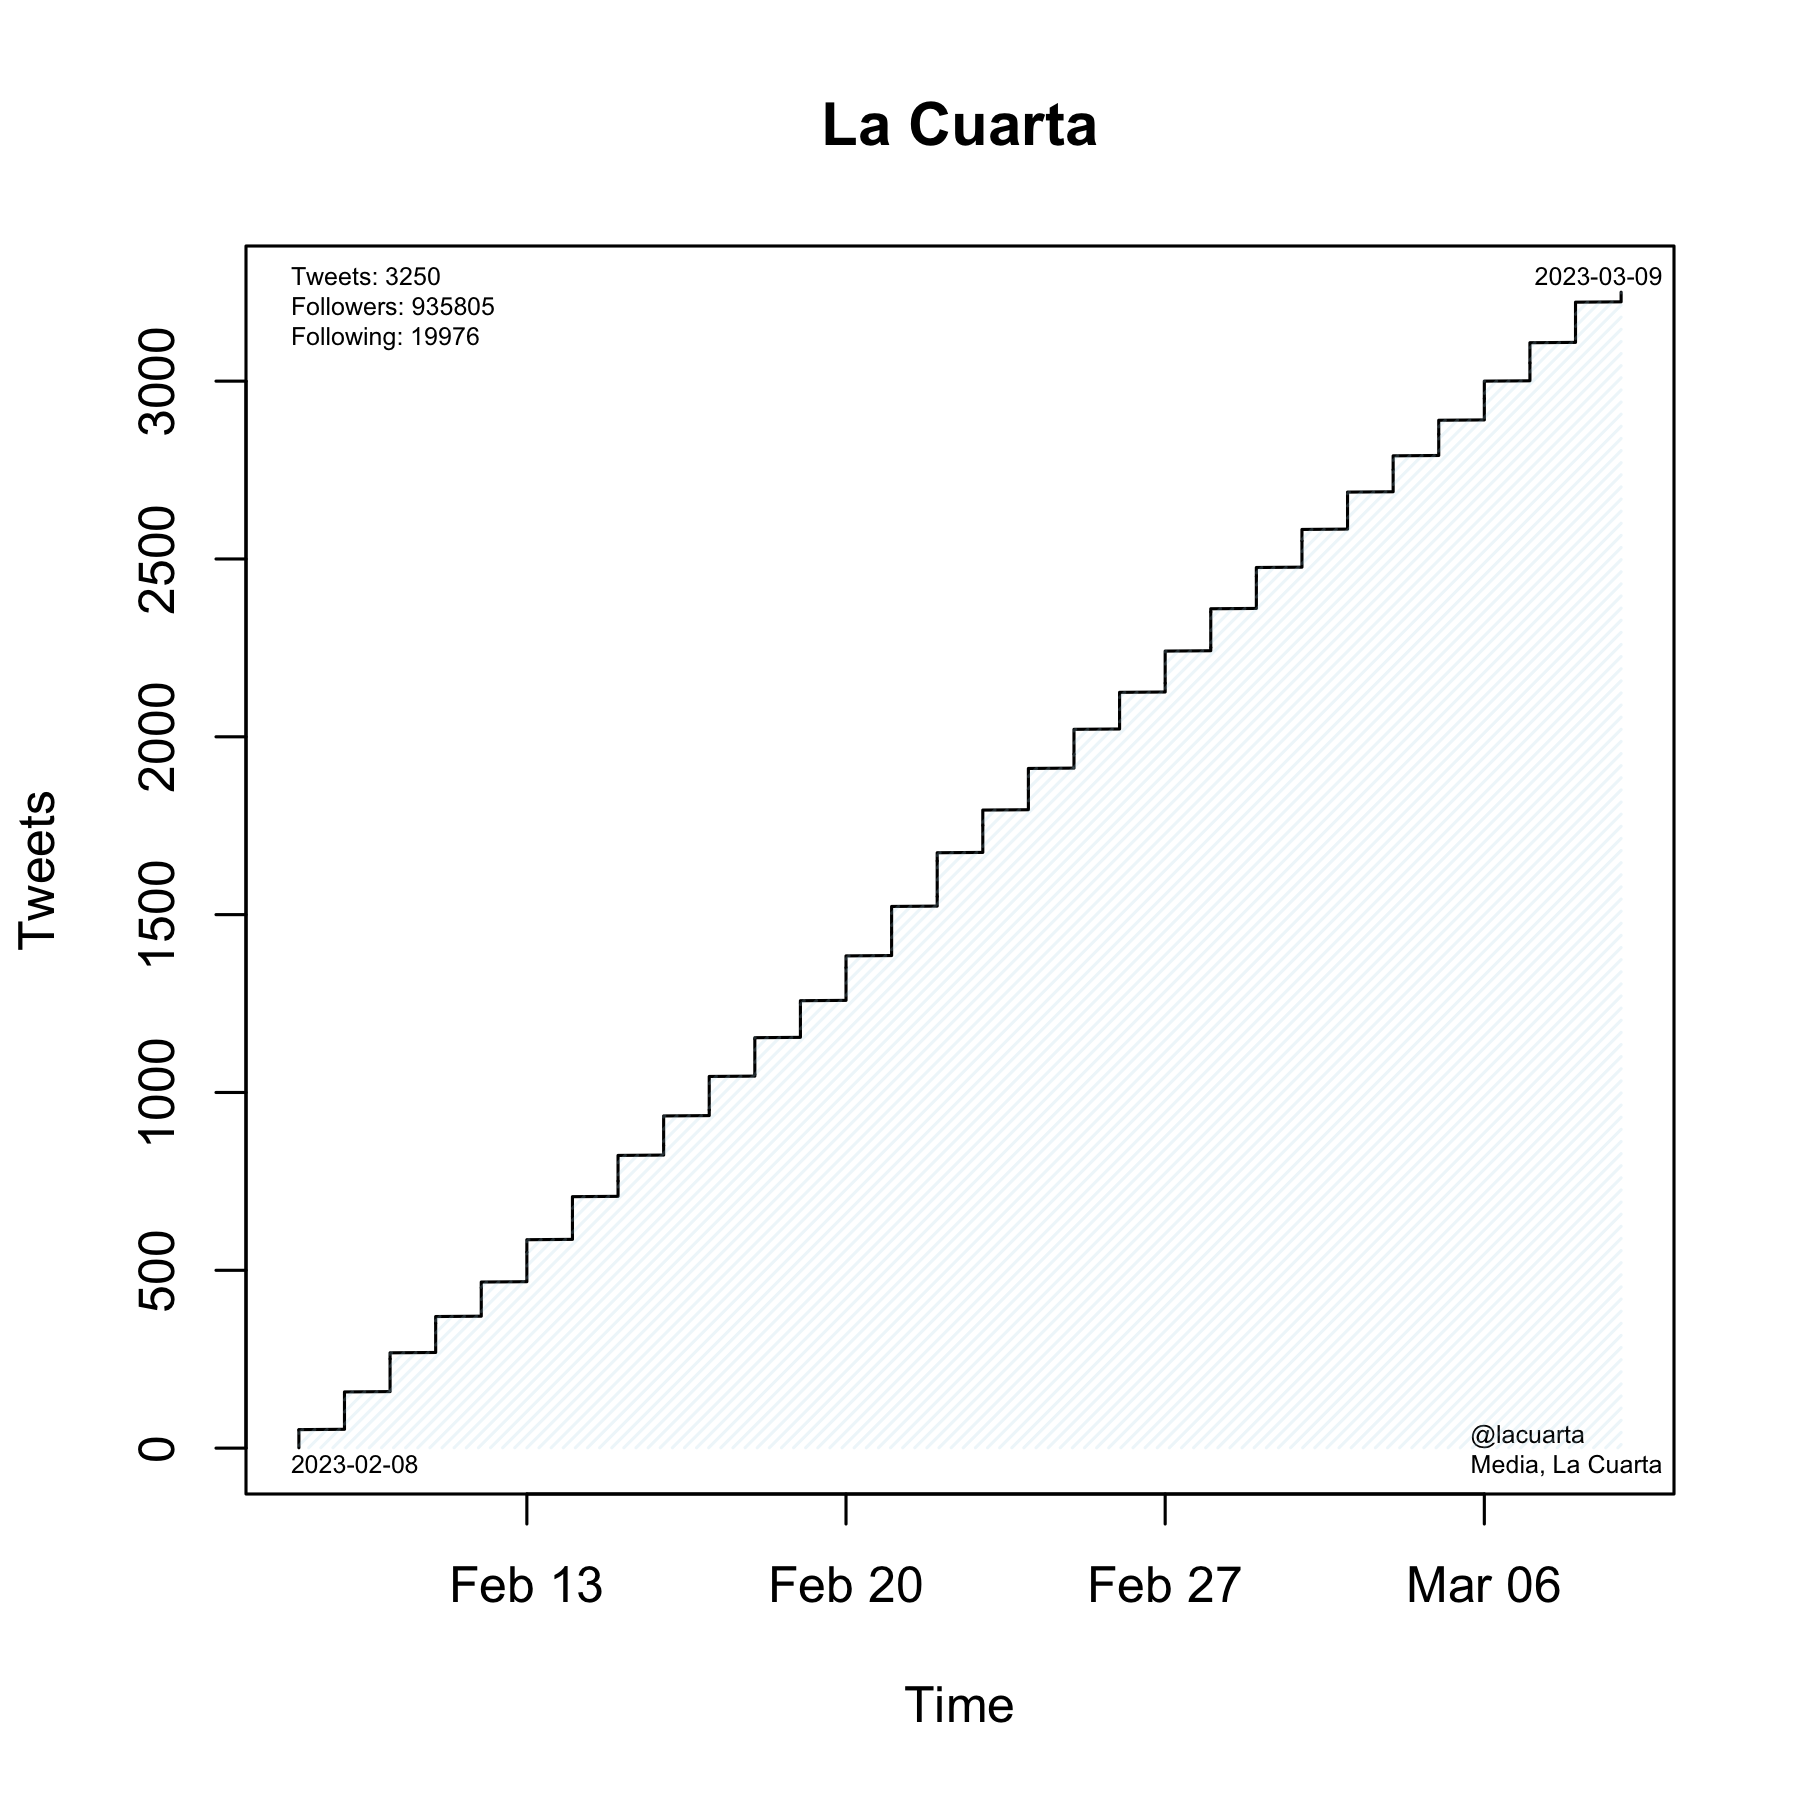 La Cuarta
Tweets: 3250
Followers: 935805
Following: 19976
2023-03-09
3000
2500
2000
1500
1000
500
0
Tweets
@lacuarta
Media, La Cuarta
2023-02-08
Feb 13
Feb 20
Feb 27
Mar 06
Time